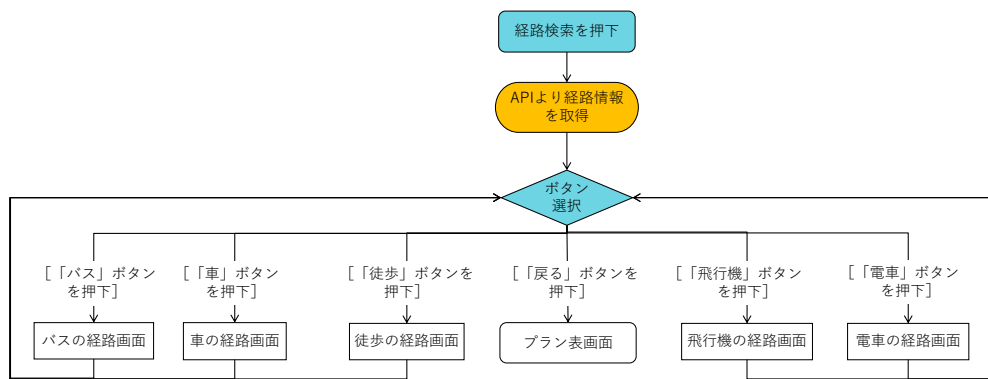 経路検索を押下
APIより経路情報
を取得
ボタン
選択
[「バス」ボタン
を押下]
[「車」ボタン
を押下]
[「徒歩」ボタンを
押下]
[「戻る」ボタンを
押下]
[「飛行機」ボタン
を押下]
[「電車」ボタン
を押下]
バスの経路画面
車の経路画面
徒歩の経路画面
プラン表画面
飛行機の経路画面
電車の経路画面